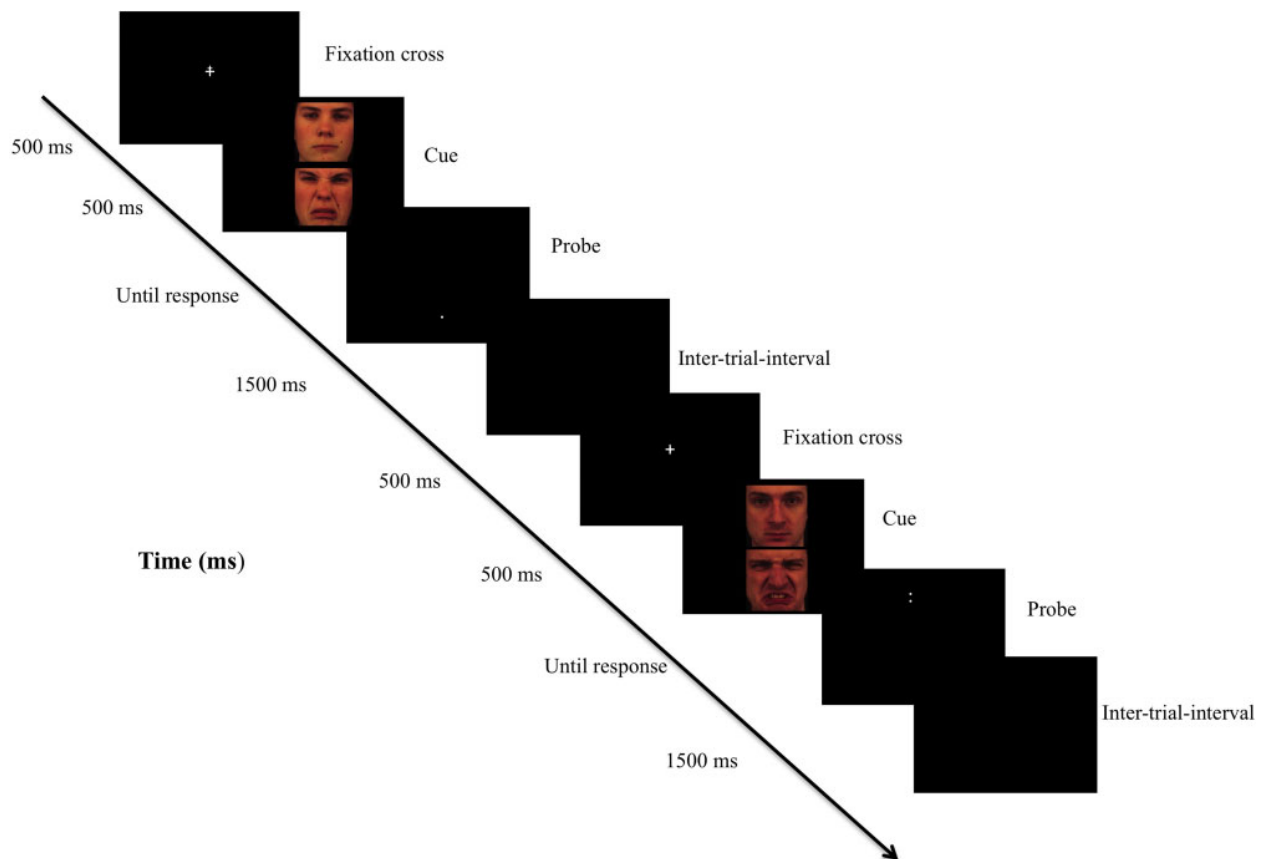 Fixation cross
500 ms
Cue
500 ms
Probe
Until response
Inter-trial-interval
1500 ms
Fixation cross
500 ms
Cue
Time (ms)
500 ms
Probe
Until response
Inter-trial-interval
1500 ms